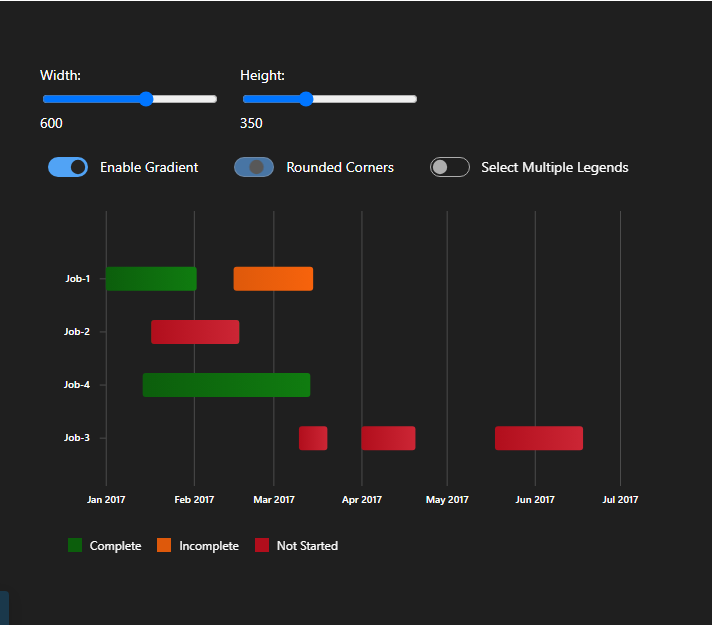 Width: Height:
600 350
Enable Gradient Rounded Corners Select Multiple Legends
Job-1
Job-2
Job-4
Job-3
Jan 2017 Feb 2017 Mar 2017 Apr 2017 May 2017 Jun 2017 Jul 2017
Complete Incomplete Not Started